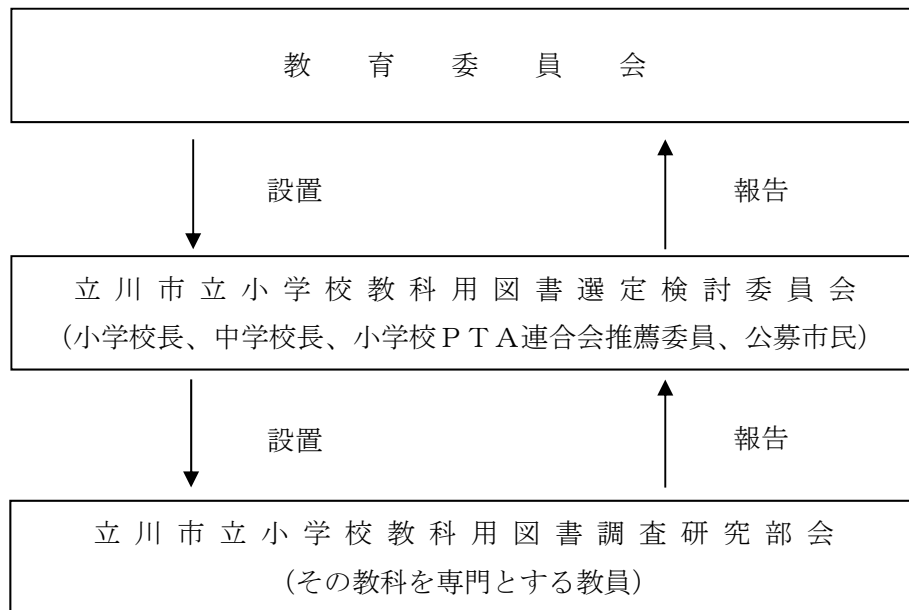 教育委員会
設置
報告
立川市立小学校教科用図書選定検討委員会
(小学校長、中学校長、小学校ＰＴＡ連合会推薦委員、公募市民)
設置
報告
立川市立小学校教科用図書調査研究部会
(その教科を専門とする教員)